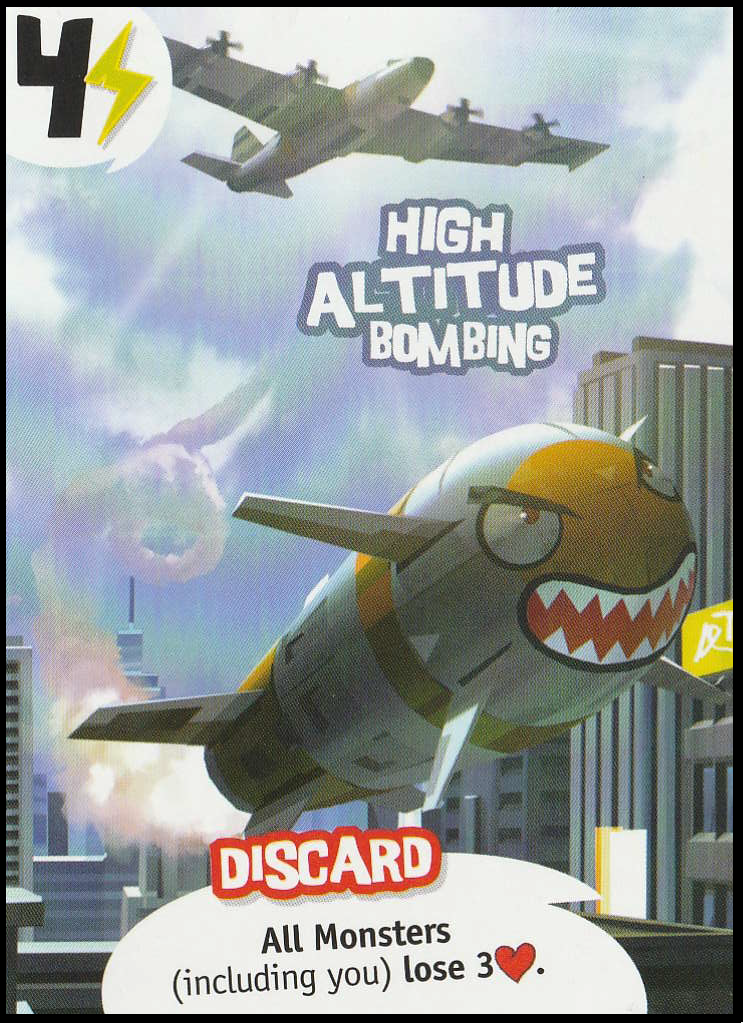 4
HIGH
ALTITUDE
BOMBING
DISCARD
All Monsters
(including you) lose 3❤.